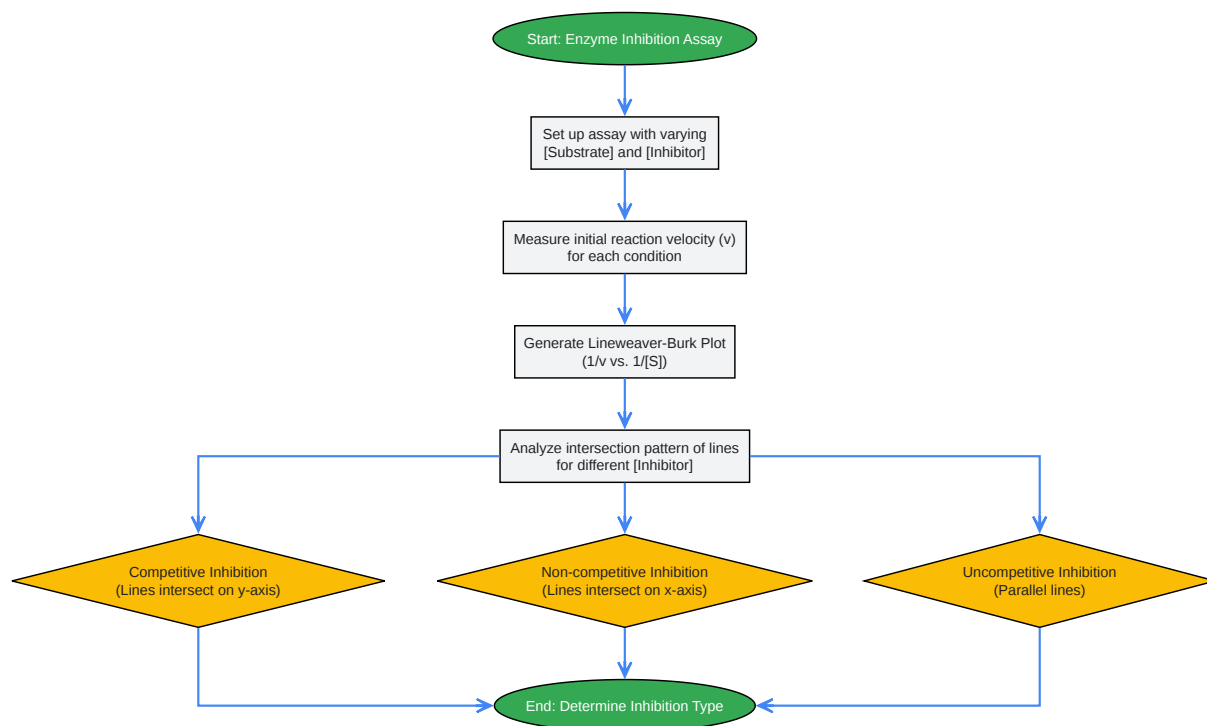 Start: Enzyme Inhibition Assay
Set up assay with varying
[Substrate] and [Inhibitor]
Measure initial reaction velocity (v)
for each condition
Generate Lineweaver-Burk Plot
(1/v vs. 1/[S])
Analyze intersection pattern of lines
for different [Inhibitor]
Competitive Inhibition
(Lines intersect on y-axis)
Non-competitive Inhibition
(Lines intersect on x-axis)
Uncompetitive Inhibition
(Parallel lines)
End: Determine Inhibition Type